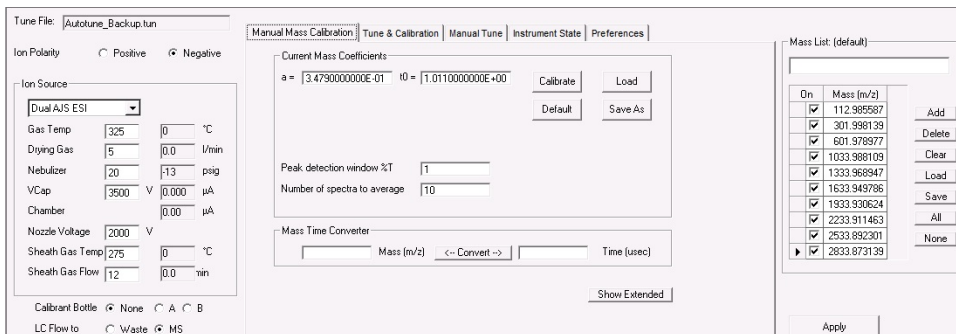 Tune File: Autotune_Backup.tun
Ion Polarity Positive Negative
Ion Source
Dual AJS ESI
Gas Temp 325 0 °C
Drying Gas 5 0.0 l/min
Nebulizer 20 -13 psig
VCap 3500 V 0.000 µA
Chamber 0.00 µA
Nozzle Voltage 2000 V
Sheath Gas Temp 275 0 °C
Sheath Gas Flow 12 0.0 min
Calibrant Bottle None A B
LC Flow to Waste MS
Manual Mass Calibration Tune & Calibration Manual Tune Instrument State Preferences
Current Mass Coefficients
a = 3.4790000000E-01 t0 = 1.0110000000E+00 Calibrate Load
Default Save As
Peak detection window %T 1
Number of spectra to average 10
Mass Time Converter
Mass (m/z) <-- Convert --> Time (usec)
Show Extended
Mass List: (default)
On Mass (m/z)
112.985587 Add
301.998139 Delete
601.978977
1033.988109 Clear
1333.968947 Load
1633.949786
1933.930624 Save
2233.911463 All
2533.892301 None
2833.873139
Apply